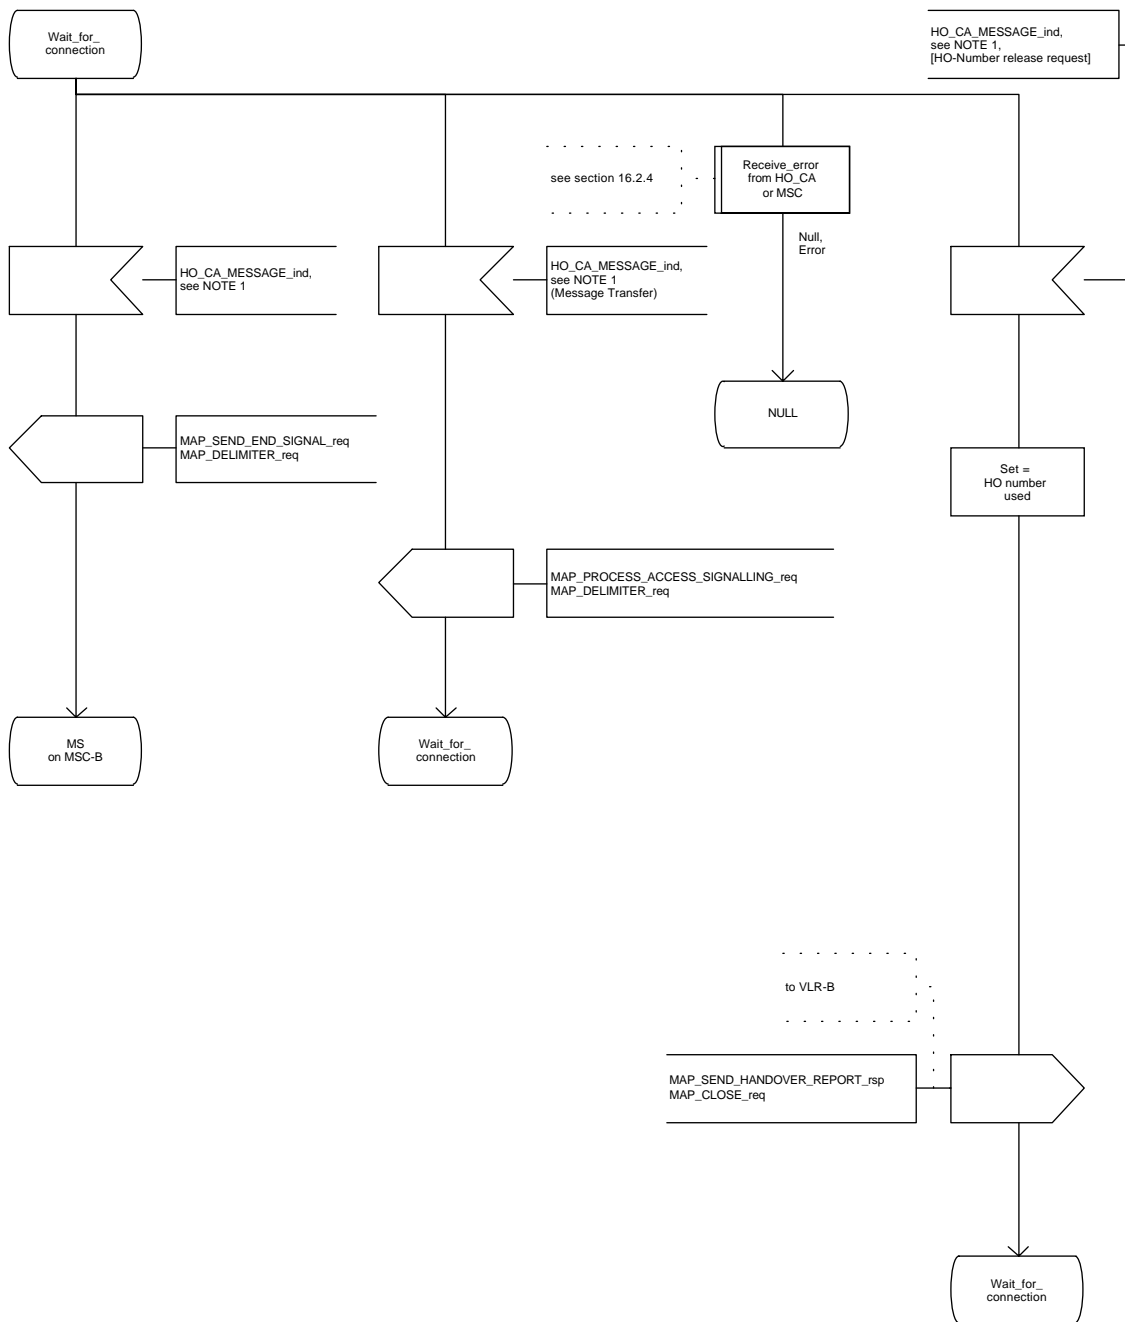 Wait_for_
connection
HO_CA_MESSAGE_ind,
see NOTE 1,
[HO-Number release request]
see section 16.2.4
Receive_error
from HO_CA
or MSC
Null,
Error
HO_CA_MESSAGE_ind,
see NOTE 1
HO_CA_MESSAGE_ind,
see NOTE 1
(Message Transfer)
NULL
MAP_SEND_END_SIGNAL_req
MAP_DELIMITER_req
Set =
HO number
used
MAP_PROCESS_ACCESS_SIGNALLING_req
MAP_DELIMITER_req
MS
on MSC-B
Wait_for_
connection
to VLR-B
MAP_SEND_HANDOVER_REPORT_rsp
MAP_CLOSE_req
Wait_for_
connection